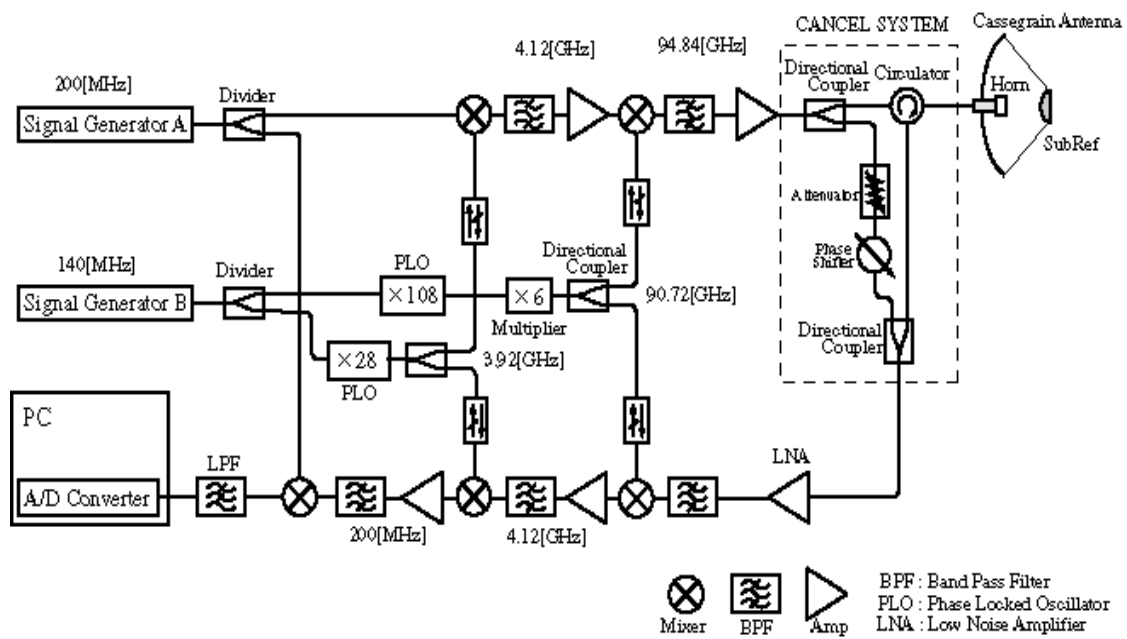 CANCEL SYSTEM
Cassegrain Antenna
4.12[GHz]
94.84[GHz]
Directional
Coupler
Circulator
Horn
200[MHz]
Divider
Signal Generator A
SubRef
Attenuator
Phase
Shifter
140[MHz]
Divider
PLO
Directional
Coupler
Signal Generator B
×108
×6
90.72[GHz]
Multiplier
Directional
Coupler
×28
3.92[GHz]
PLO
PC
LPF
LNA
A/D Converter
200[MHz]
4.12[GHz]
Mixer
BPF
Amp
BPF : Band Pass Filter
PLO : Phase Locked Oscillator
LNA : Low Noise Amplifier